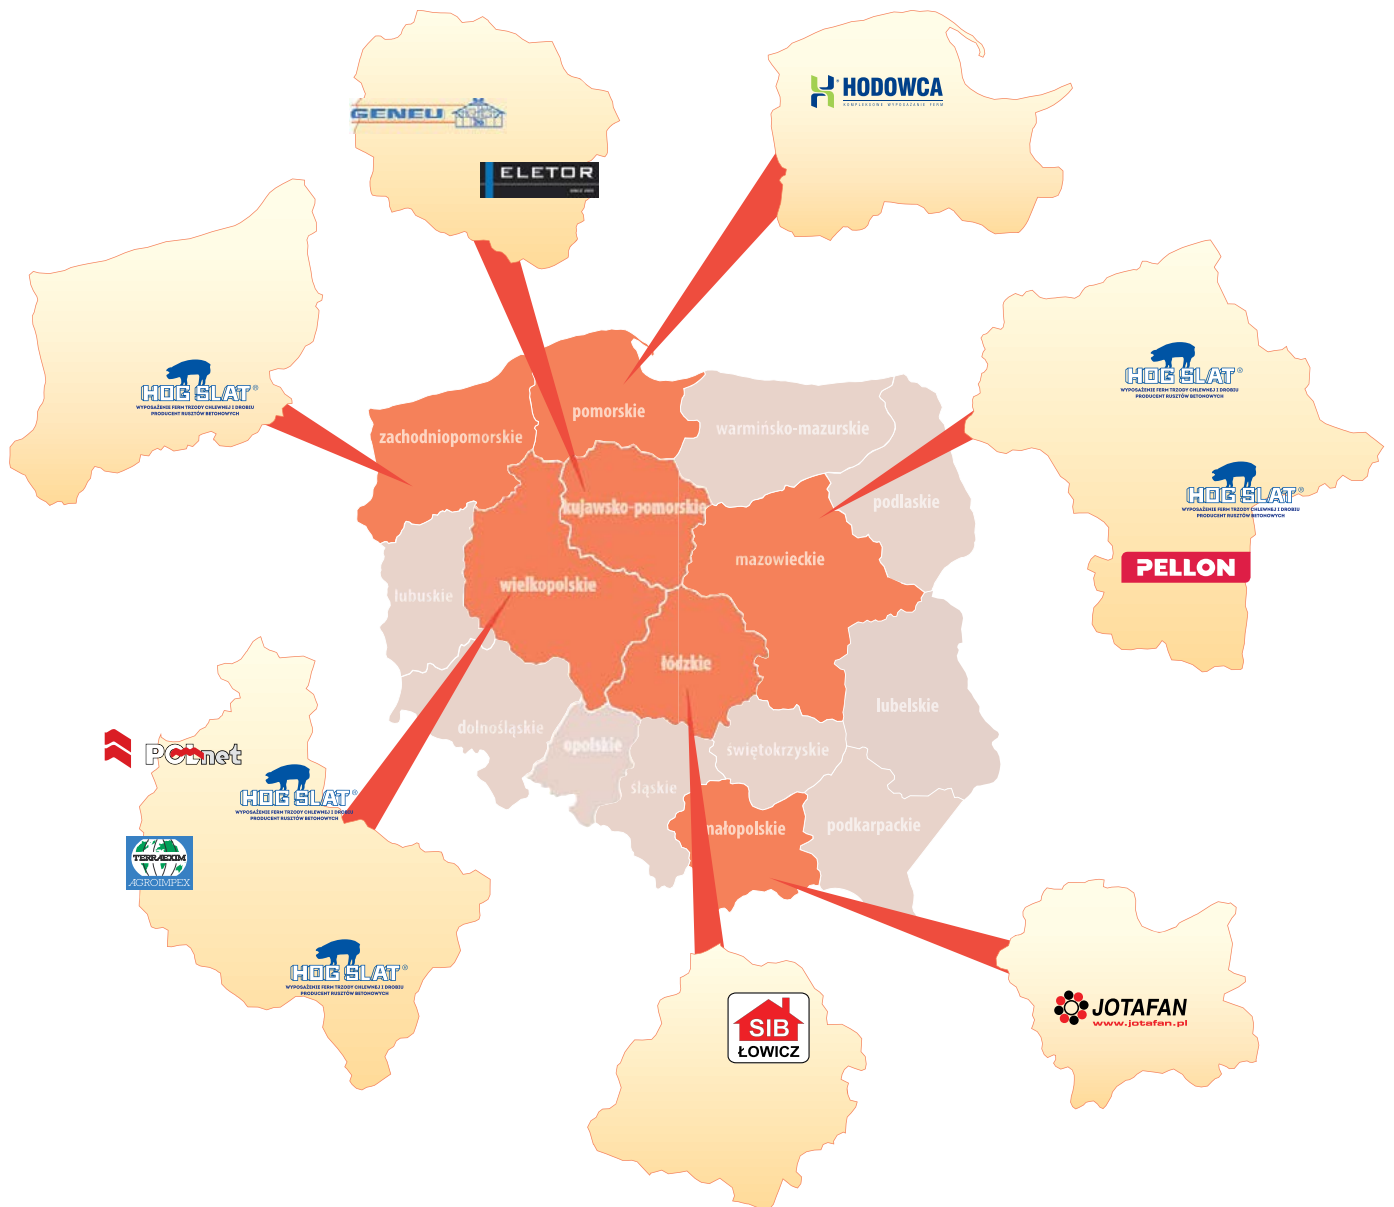 GENEU
ELETOR
SINCE 1985
HODOWCA
KOMPLEKSOWE WYPOSAŻENIE FERM
HOG SLAT®
WYPOSAŻENIE FERM TRZODY CHLEWNEJ I DROBIU
PRODUCENT RUSZTÓW BETONOWYCH
HOG SLAT®
WYPOSAŻENIE FERM TRZODY CHLEWNEJ I DROBIU
PRODUCENT RUSZTÓW BETONOWYCH
HOG SLAT®
WYPOSAŻENIE FERM TRZODY CHLEWNEJ I DROBIU
PRODUCENT RUSZTÓW BETONOWYCH
PELLON
pomorskie
zachodniopomorskie
warmińsko-mazurskie
kujawsko-pomorskie
podlaskie
mazowieckie
wielkopolskie
lubuskie
łódzkie
lubelskie
dolnośląskie
opolskie
świętokrzyskie
śląskie
małopolskie
podkarpackie
POLnet
HOG SLAT®
WYPOSAŻENIE FERM TRZODY CHLEWNEJ I DROBIU
PRODUCENT RUSZTÓW BETONOWYCH
TERRAEXIM
AGROIMPEX
HOG SLAT®
WYPOSAŻENIE FERM TRZODY CHLEWNEJ I DROBIU
PRODUCENT RUSZTÓW BETONOWYCH
SIB
ŁOWICZ
JOTAFAN
www.jotafan.pl